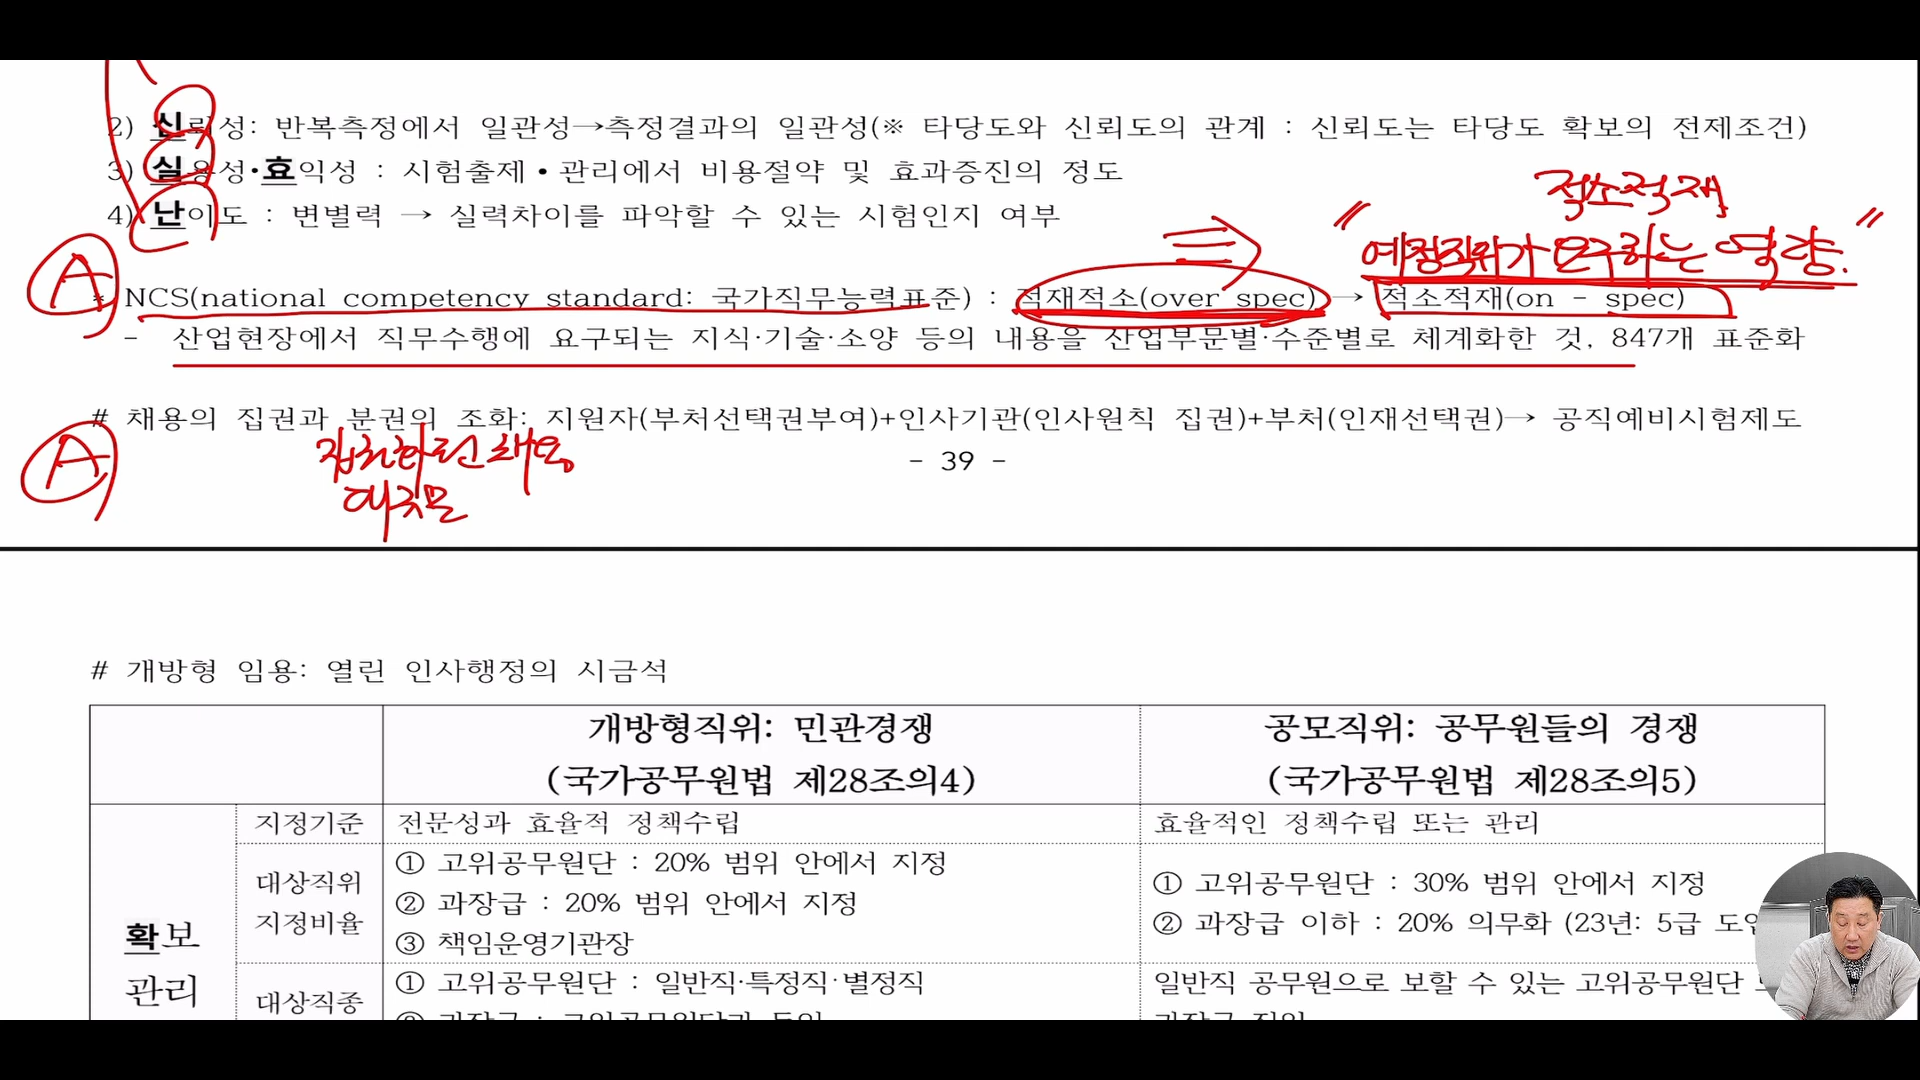 2) 신뢰성: 반복측정에서 일관성→측정결과의 일관성(※ 타당도와 신뢰도의 관계 : 신뢰도는 타당도 확보의 전제조건)
3) 실용성·효익성 : 시험출제•관리에서 비용절약 및 효과증진의 정도
4) 난이도 : 변별력 → 실력차이를 파악할 수 있는 시험인지 여부
적소적재
"예정직위가 요구하는 역량."
A
* NCS(national competency standard: 국가직무능력표준) : 적재적소(over spec) → 적소적재(on - spec)
- 산업현장에서 직무수행에 요구되는 지식·기술·소양 등의 내용을 산업부문별·수준별로 체계화한 것, 847개 표준화
# 채용의 집권과 분권의 조화: 지원자(부처선택권부여)+인사기관(인사원칙 집권)+부처(인재선택권)→ 공직예비시험제도
A
- 39 -
# 개방형 임용: 열린 인사행정의 시금석
개방형직위: 민관경쟁
(국가공무원법 제28조의4)
공모직위: 공무원들의 경쟁
(국가공무원법 제28조의5)
확보
관리
지정기준
전문성과 효율적 정책수립
효율적인 정책수립 또는 관리
대상직위
지정비율
① 고위공무원단 : 20% 범위 안에서 지정
② 과장급 : 20% 범위 안에서 지정
③ 책임운영기관장
① 고위공무원단 : 30% 범위 안에서 지정
② 과장급 이하 : 20% 의무화 (23년: 5급
대상직종
① 고위공무원단 : 일반직·특정직·별정직
일반직 공무원으로 보할 수 있는 고위공무원단